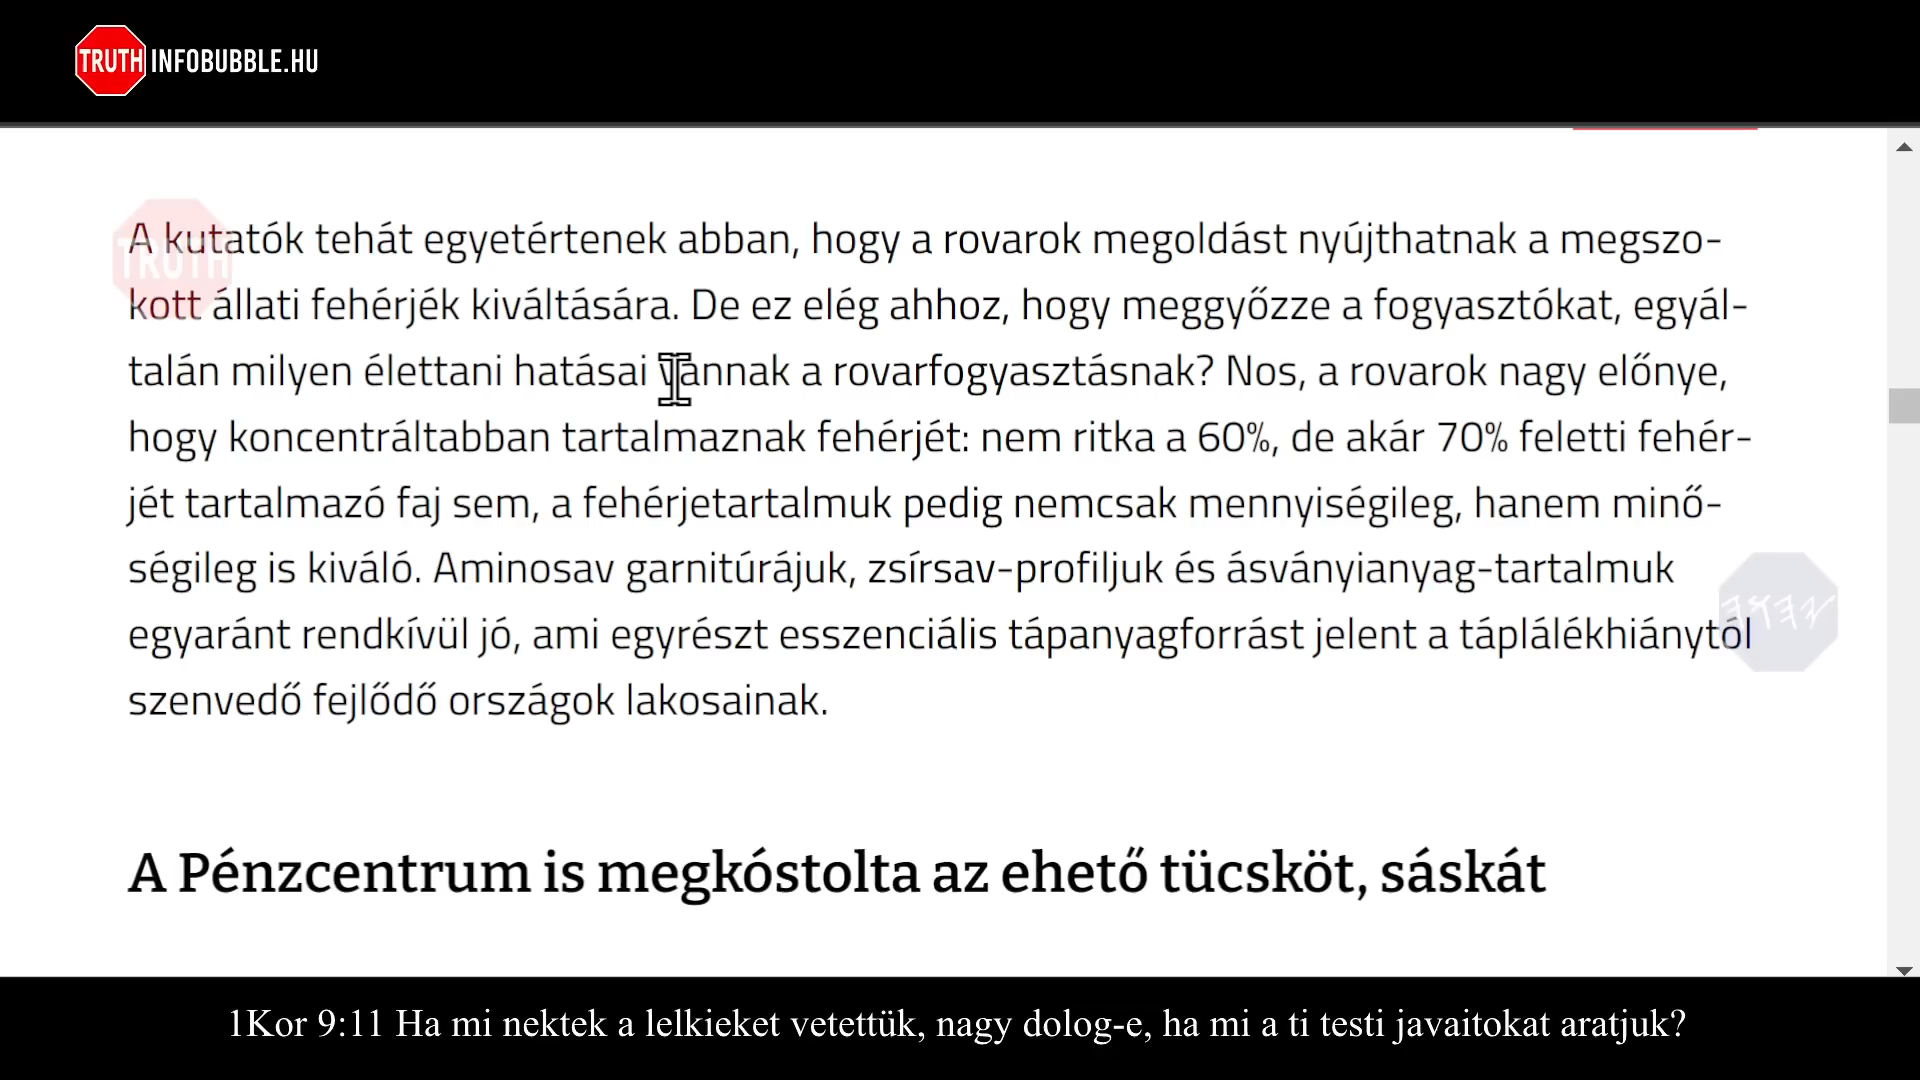 TRUTH INFOBUBBLE.HU
A kutatók tehát egyetértenek abban, hogy a rovarok megoldást nyújthatnak a megszo-
kott állati fehérjék kiváltására. De ez elég ahhoz, hogy meggyőzze a fogyasztókat, egyál-
talán milyen élettani hatásai vannak a rovarfogyasztásnak? Nos, a rovarok nagy előnye,
hogy koncentráltabban tartalmaznak fehérjét: nem ritka a 60%, de akár 70% feletti fehér-
jét tartalmazó faj sem, a fehérjetartalmuk pedig nemcsak mennyiségileg, hanem minő-
ségileg is kiváló. Aminosav garnitúrájuk, zsírsav-profiljuk és ásványianyag-tartalmuk
egyaránt rendkívül jó, ami egyrészt esszenciális tápanyagforrást jelent a táplálékhiánytól
szenvedő fejlődő országok lakosainak.
TRUTH
𐤉𐤄𐤅𐤄
A Pénzcentrum is megkóstolta az ehető tücsköt, sáskát
1Kor 9:11 Ha mi nektek a lelkieket vetettük, nagy dolog-e, ha mi a ti testi javaitokat aratjuk?